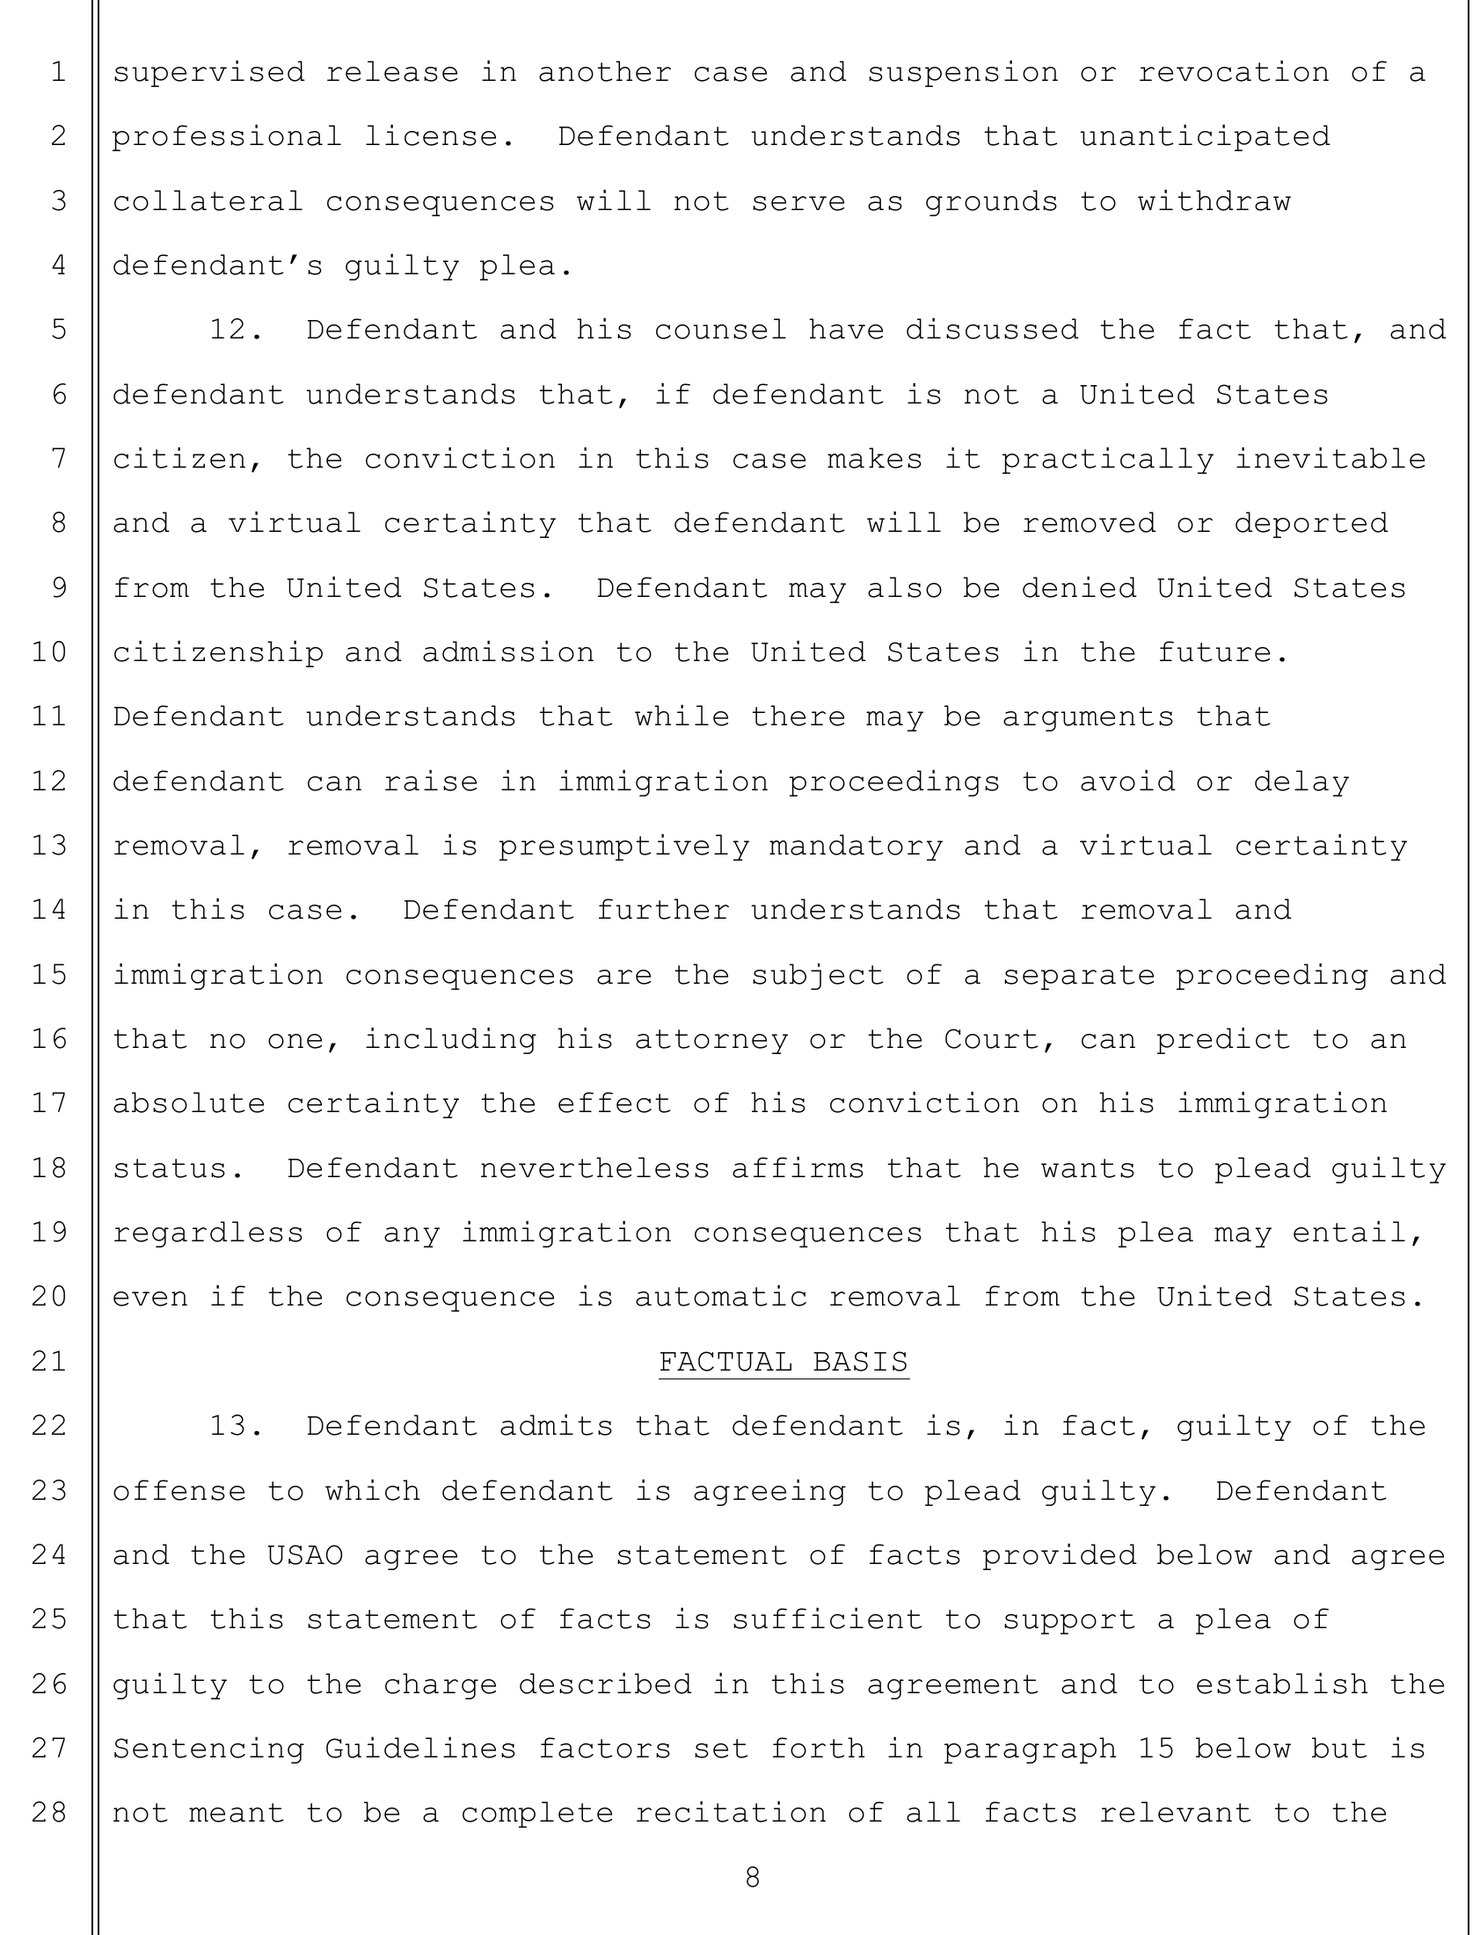 1 supervised release in another case and suspension or revocation of a
2 professional license.  Defendant understands that unanticipated
3 collateral consequences will not serve as grounds to withdraw
4 defendant’s guilty plea.
5 12.  Defendant and his counsel have discussed the fact that, and
6 defendant understands that, if defendant is not a United States
7 citizen, the conviction in this case makes it practically inevitable
8 and a virtual certainty that defendant will be removed or deported
9 from the United States.  Defendant may also be denied United States
10 citizenship and admission to the United States in the future.
11 Defendant understands that while there may be arguments that
12 defendant can raise in immigration proceedings to avoid or delay
13 removal, removal is presumptively mandatory and a virtual certainty
14 in this case.  Defendant further understands that removal and
15 immigration consequences are the subject of a separate proceeding and
16 that no one, including his attorney or the Court, can predict to an
17 absolute certainty the effect of his conviction on his immigration
18 status.  Defendant nevertheless affirms that he wants to plead guilty
19 regardless of any immigration consequences that his plea may entail,
20 even if the consequence is automatic removal from the United States.
21 FACTUAL BASIS
22 13.  Defendant admits that defendant is, in fact, guilty of the
23 offense to which defendant is agreeing to plead guilty.  Defendant
24 and the USAO agree to the statement of facts provided below and agree
25 that this statement of facts is sufficient to support a plea of
26 guilty to the charge described in this agreement and to establish the
27 Sentencing Guidelines factors set forth in paragraph 15 below but is
28 not meant to be a complete recitation of all facts relevant to the
8